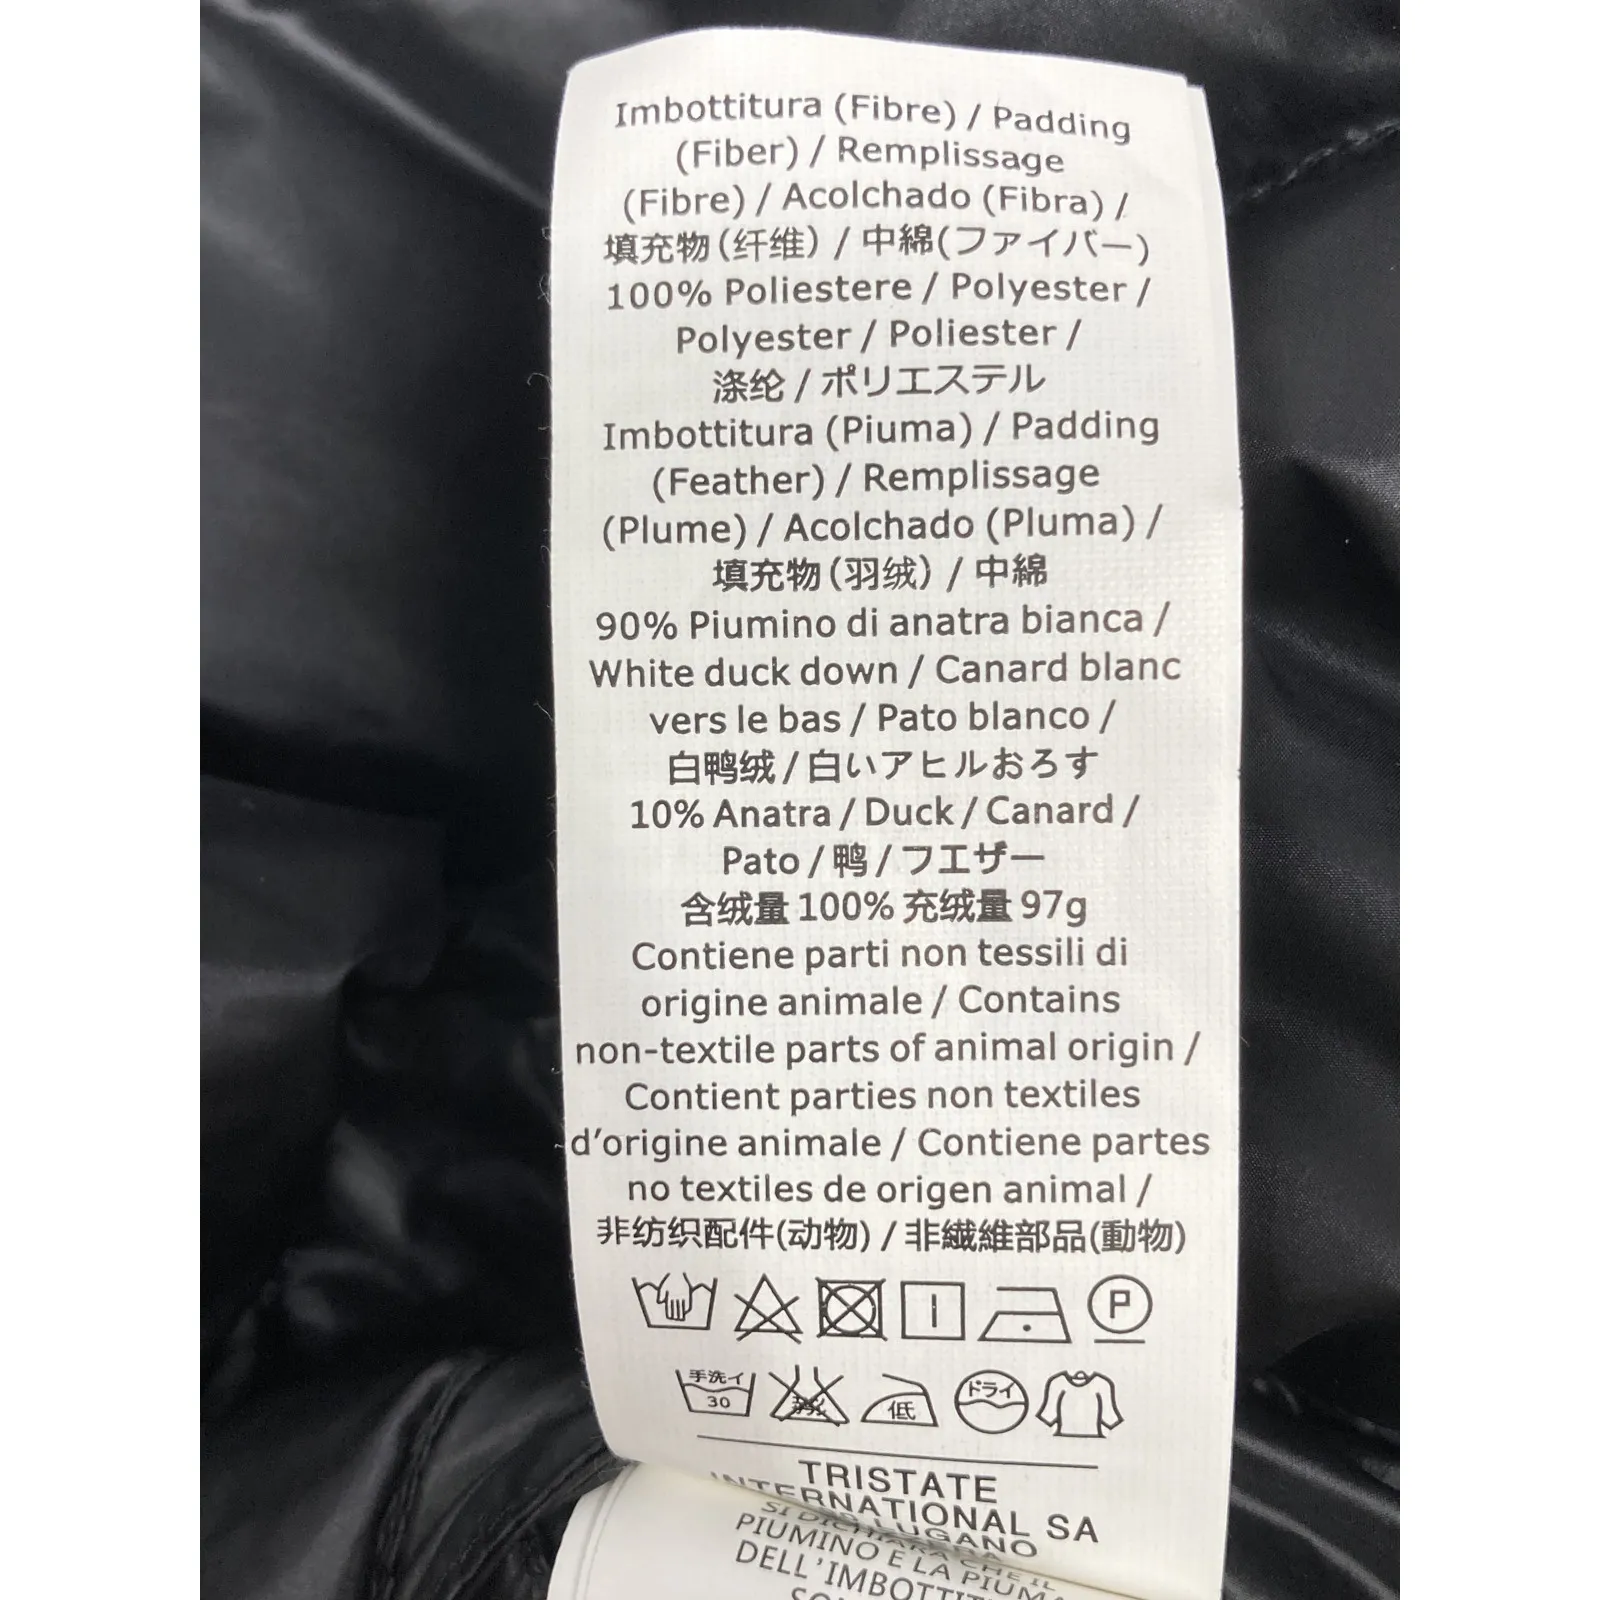 Imbottitura (Fibre) / Padding
(Fiber) / Remplissage
(Fibre) / Acolchado (Fibra) /
填充物(纤维) / 中綿(ファイバー)
100% Poliestere / Polyester /
Polyester / Poliester /
涤纶 / ポリエステル
Imbottitura (Piuma) / Padding
(Feather) / Remplissage
(Plume) / Acolchado (Pluma) /
填充物(羽绒) / 中綿
90% Piumino di anatra bianca /
White duck down / Canard blanc
vers le bas / Pato blanco /
白鸭绒 / 白いアヒルおろす
10% Anatra / Duck / Canard /
Pato / 鸭 / フエザー
含绒量 100% 充绒量 97g
Contiene parti non tessili di
origine animale / Contains
non-textile parts of animal origin /
Contient parties non textiles
d'origine animale / Contiene partes
no textiles de origen animal /
非纺织配件(动物) / 非繊維部品(動物)
P
手洗イ
30
低
ドライ
TRISTATE
INTERNATIONAL SA
LUGANO
SI DICHIARA CHE IL
PIUMINO E LA PIUMA
DELL'IMBOTTIT